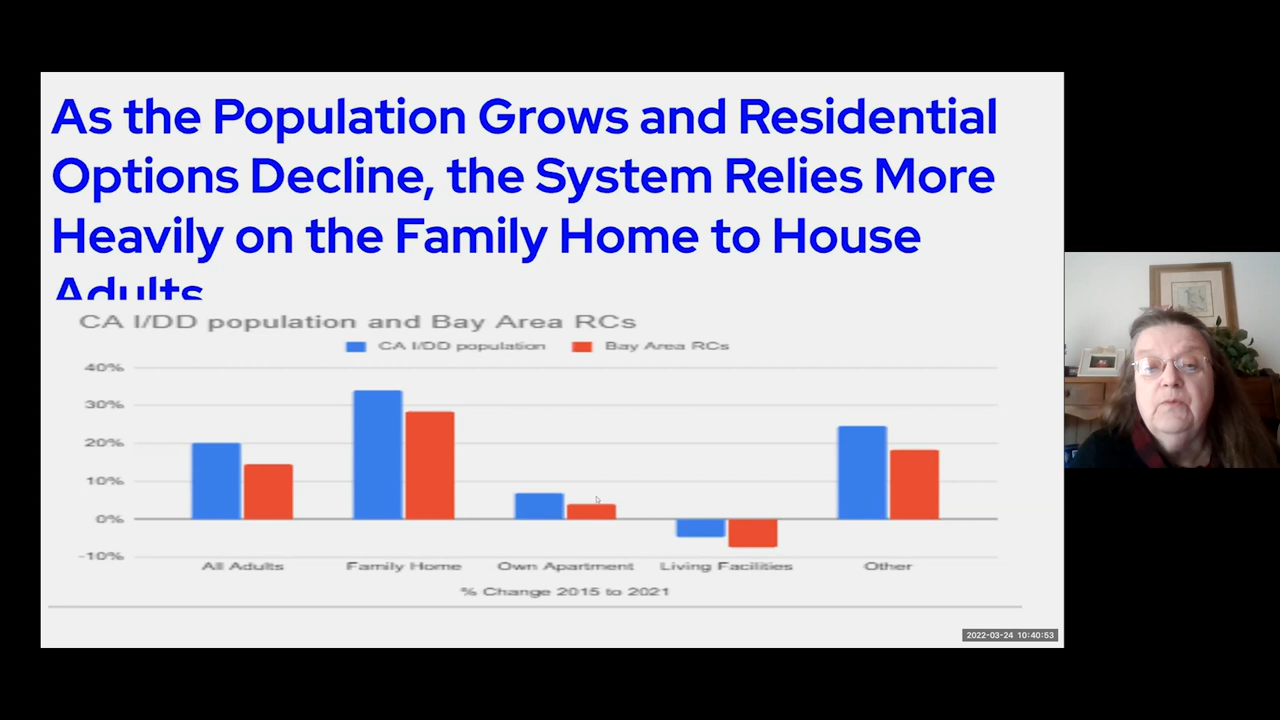 As the Population Grows and Residential
Options Decline, the System Relies More
Heavily on the Family Home to House
Adults
CA I/DD population and Bay Area RCs
CA I/DD population Bay Area RCs
40%
30%
20%
10%
0%
-10%
All Adults Family Home Own Apartment Living Facilities Other
% Change 2015 to 2021
2022-03-24 10:40:53